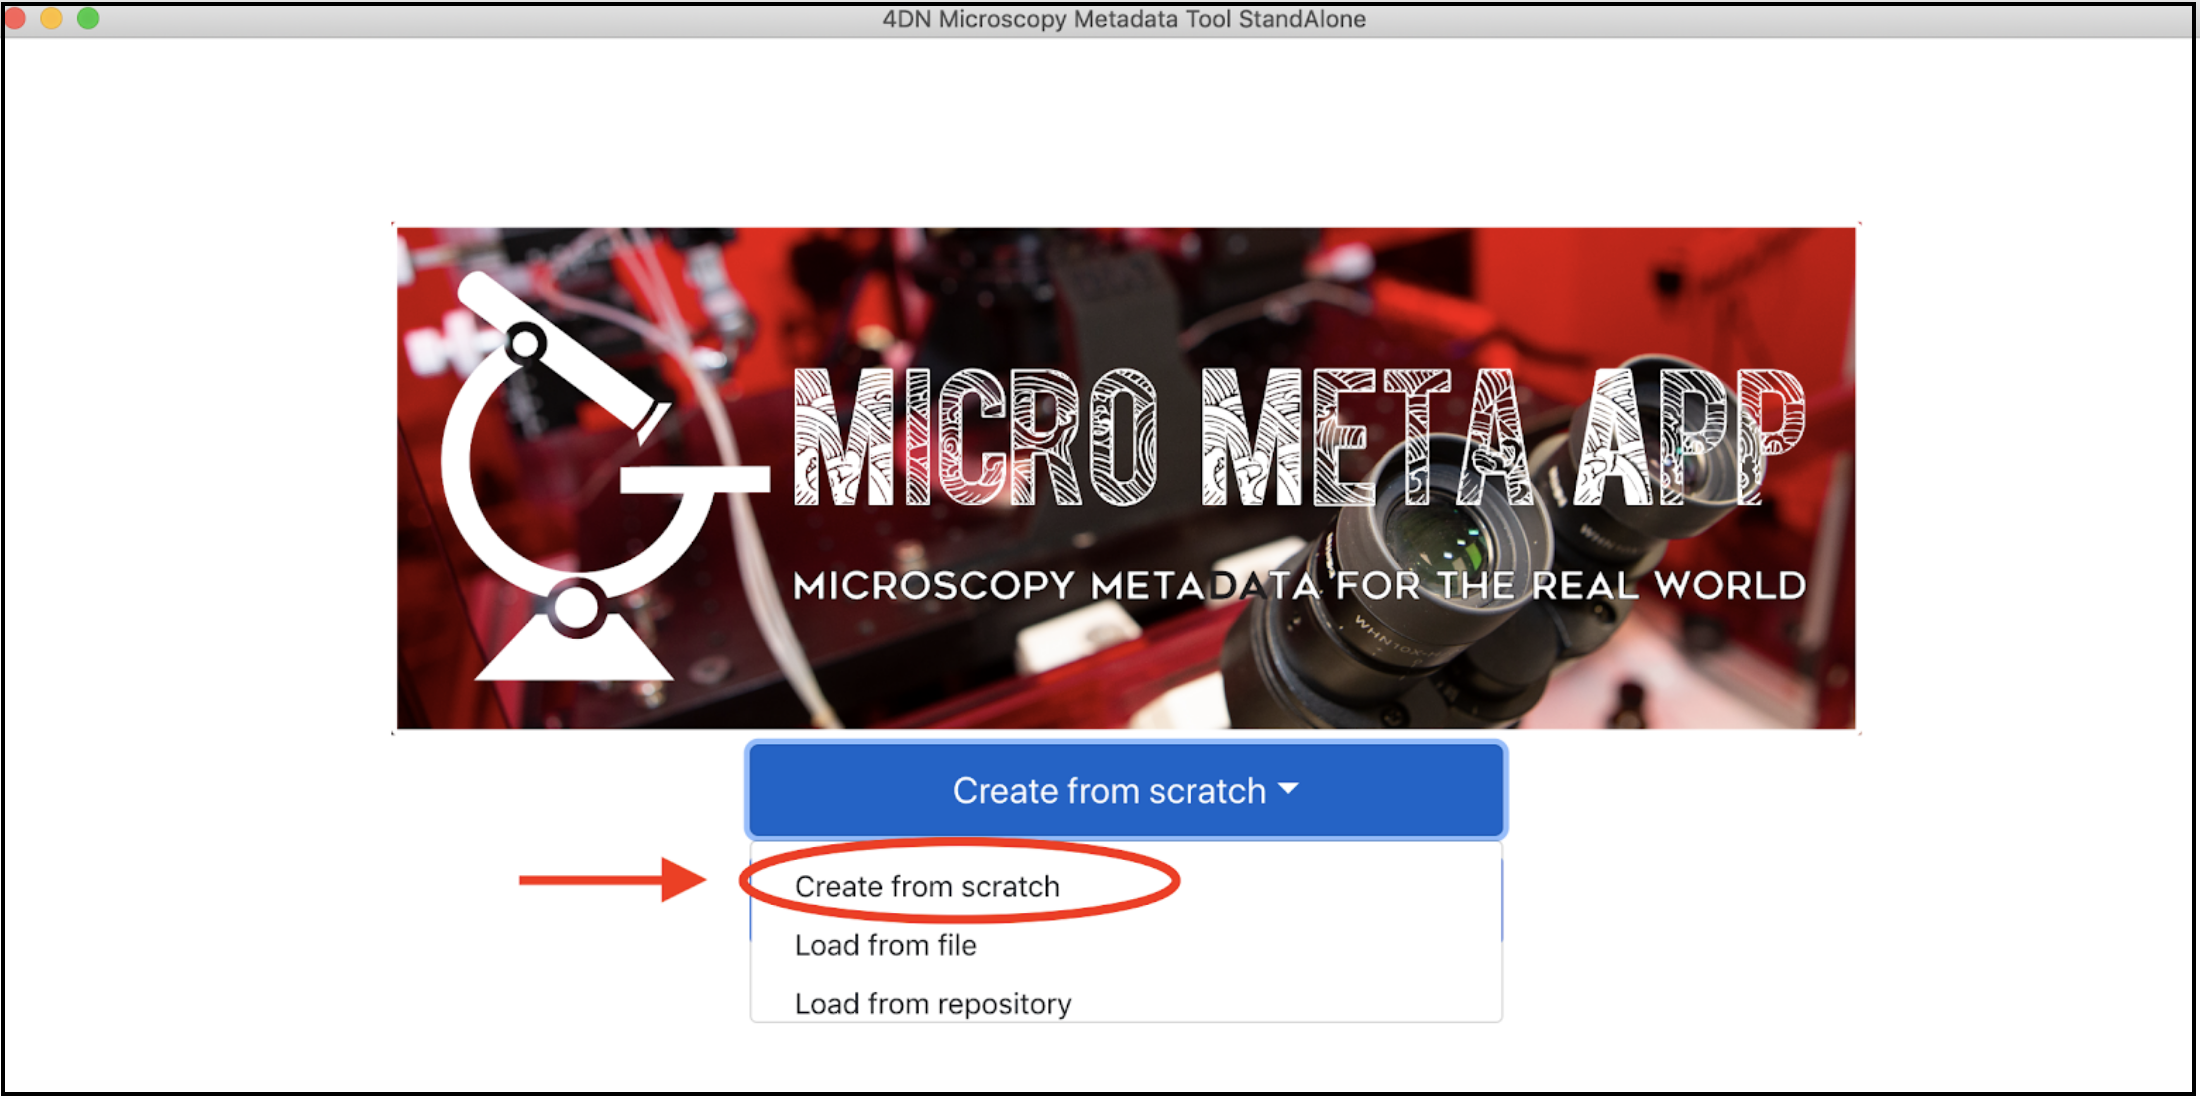 4DN Microscopy Metadata Tool StandAlone
MICRO META APP
MICROSCOPY METADATA FOR THE REAL WORLD
Create from scratch
Create from scratch
Load from file
Load from repository